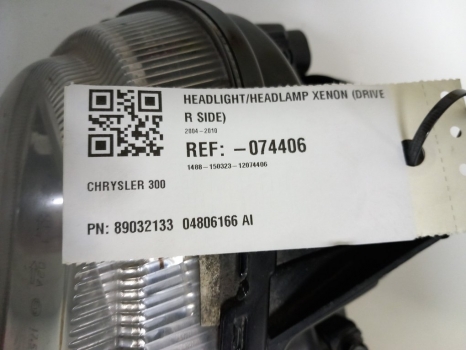 HEADLIGHT/HEADLAMP XENON (DRIVE
R SIDE)
2004-2010
REF: -074406
1488-150323-12074406
CHRYSLER 300
PN: 89032133 04806166 AI